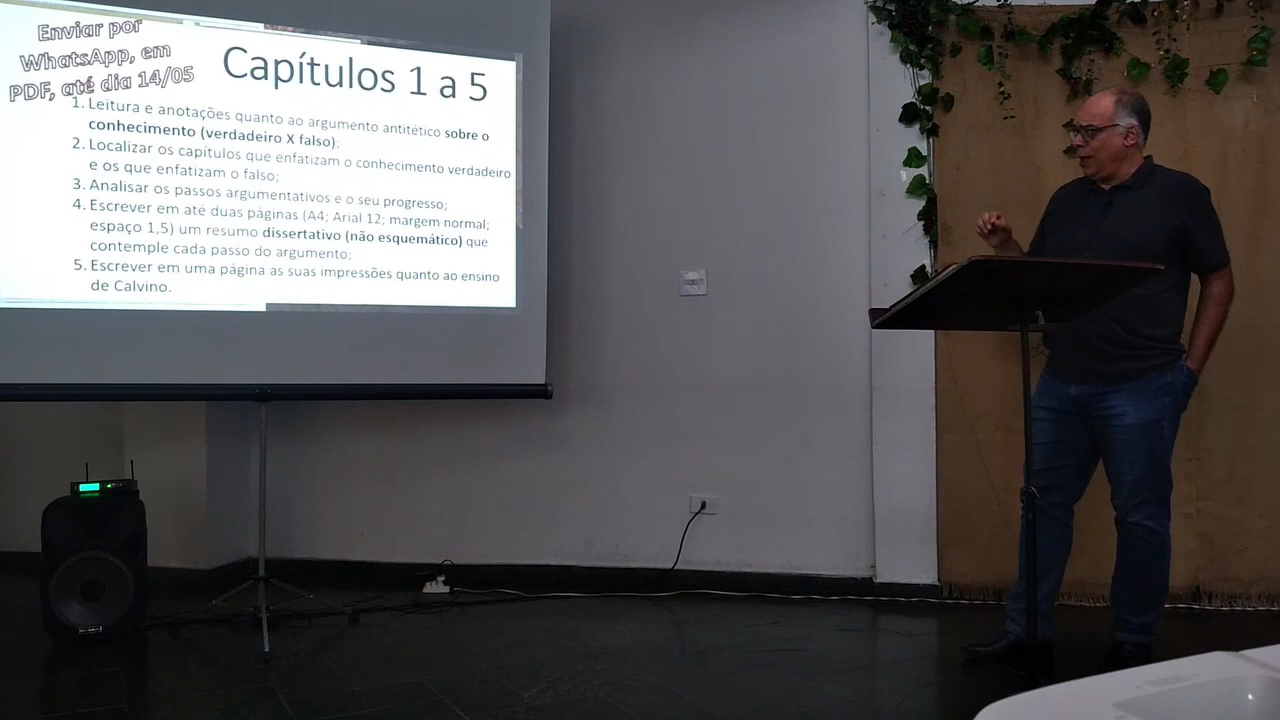 Enviar por
WhatsApp, em
PDF, até dia 14/05
Capítulos 1 a 5
1. Leitura e anotações quanto ao argumento antitético sobre o
conhecimento (verdadeiro X falso);
2. Localizar os capítulos que enfatizam o conhecimento verdadeiro
e os que enfatizam o falso;
3. Analisar os passos argumentativos e o seu progresso;
4. Escrever em até duas páginas (A4; Arial 12; margem normal;
espaço 1,5) um resumo dissertativo (não esquemático) que
contemple cada passo do argumento;
5. Escrever em uma página as suas impressões quanto ao ensino
de Calvino.